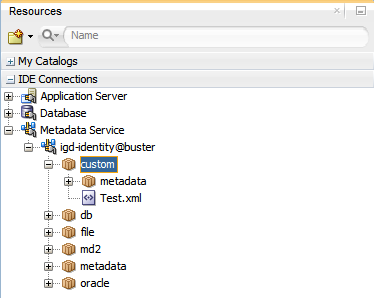 Resources
Name
My Catalogs
IDE Connections
Application Server
Database
Metadata Service
igd-identity@buster
custom
metadata
Test.xml
db
file
md2
metadata
oracle